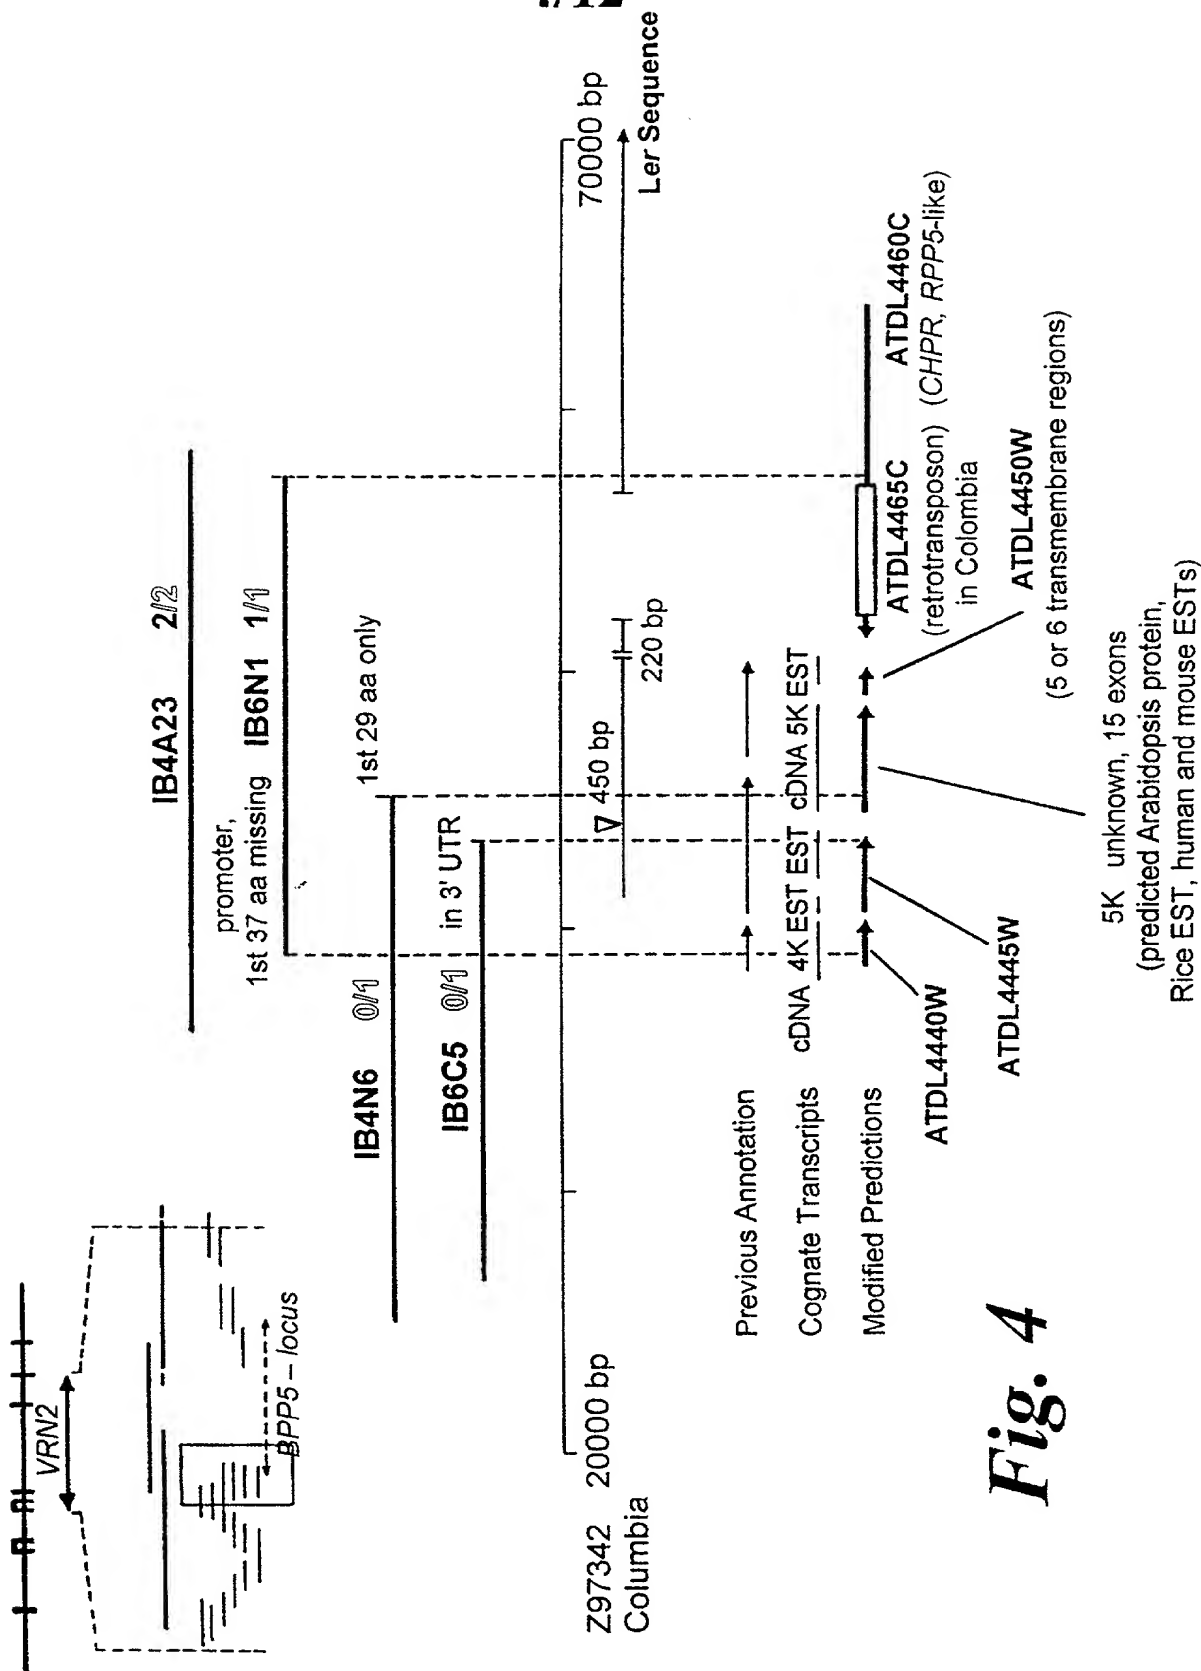 VRN2
BPP5 – locus
IB4A23 2/2
promoter,
1st 37 aa missing IB6N1 1/1
IB4N6 0/1 1st 29 aa only
IB6C5 0/1 in 3' UTR
Z97342 20000 bp 70000 bp
Columbia
450 bp
220 bp
Ler Sequence
Previous Annotation
Cognate Transcripts cDNA 4K EST EST cDNA 5K EST
Modified Predictions
ATDL4440W
ATDL4445W
ATDL4465C ATDL4460C
(retrotransposon) (CHPR, RPP5-like)
in Colombia
ATDL4450W
(5 or 6 transmembrane regions)
5K unknown, 15 exons
(predicted Arabidopsis protein,
Rice EST, human and mouse ESTs)
Fig. 4